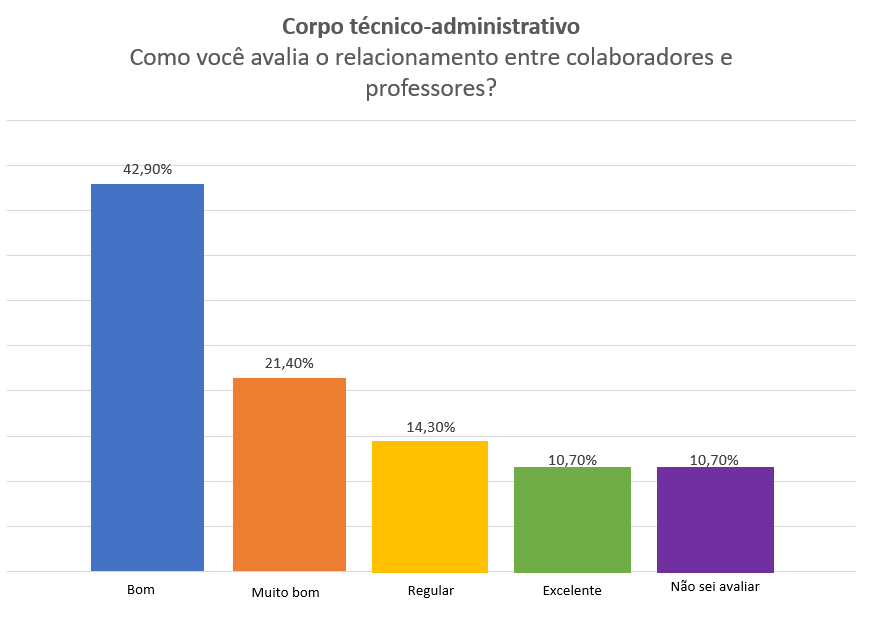 Corpo técnico-administrativo
Como você avalia o relacionamento entre colaboradores e
professores?
42,90%
21,40%
14,30%
10,70%
10,70%
Bom
Muito bom
Regular
Excelente
Não sei avaliar